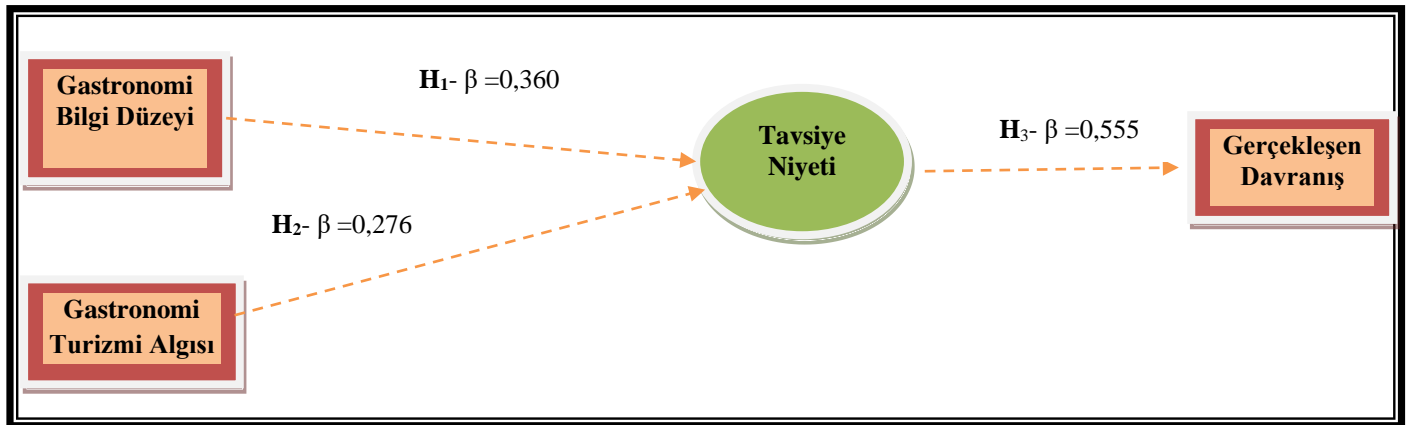 Gastronomi
Bilgi Düzeyi
H₁- β =0,360
Tavsiye
Niyeti
H₃- β =0,555
Gerçekleşen
Davranış
H₂- β =0,276
Gastronomi
Turizmi Algısı